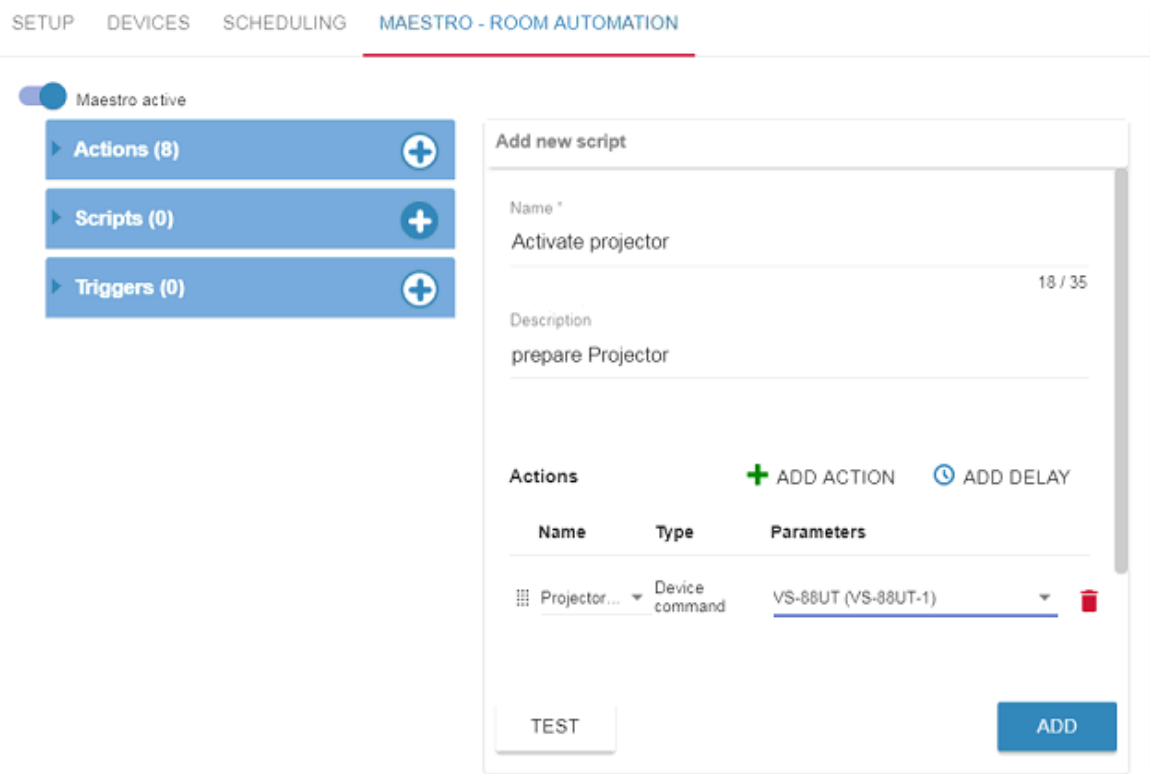 SETUP DEVICES SCHEDULING MAESTRO - ROOM AUTOMATION
Maestro active
Actions (8)
Scripts (0)
Triggers (0)
Add new script
Name *
Activate projector
18 / 35
Description
prepare Projector
Actions ADD ACTION ADD DELAY
Name Type Parameters
Projector... Device command VS-88UT (VS-88UT-1)
TEST ADD